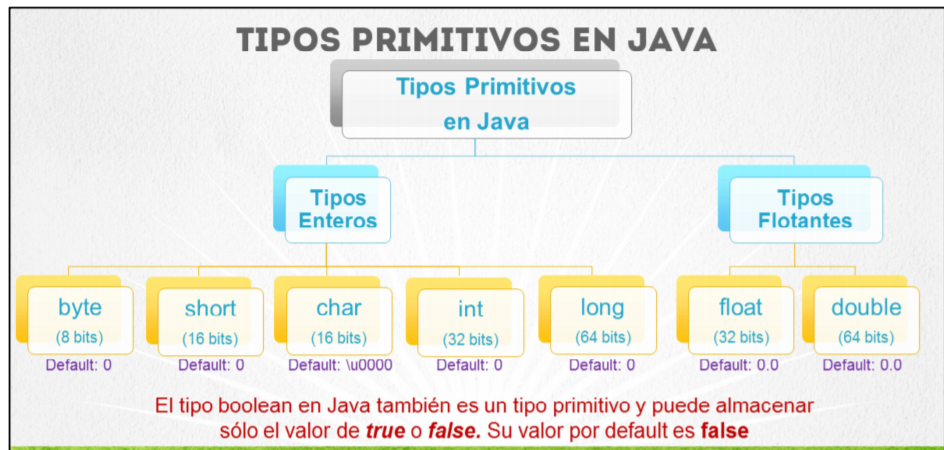 TIPOS PRIMITIVOS EN JAVA
Tipos Primitivos
en Java
Tipos
Enteros
Tipos
Flotantes
byte
(8 bits)
Default: 0
short
(16 bits)
Default: 0
char
(16 bits)
Default: \u0000
int
(32 bits)
Default: 0
long
(64 bits)
Default: 0
float
(32 bits)
Default: 0.0
double
(64 bits)
Default: 0.0
El tipo boolean en Java también es un tipo primitivo y puede almacenar
sólo el valor de true o false. Su valor por default es false